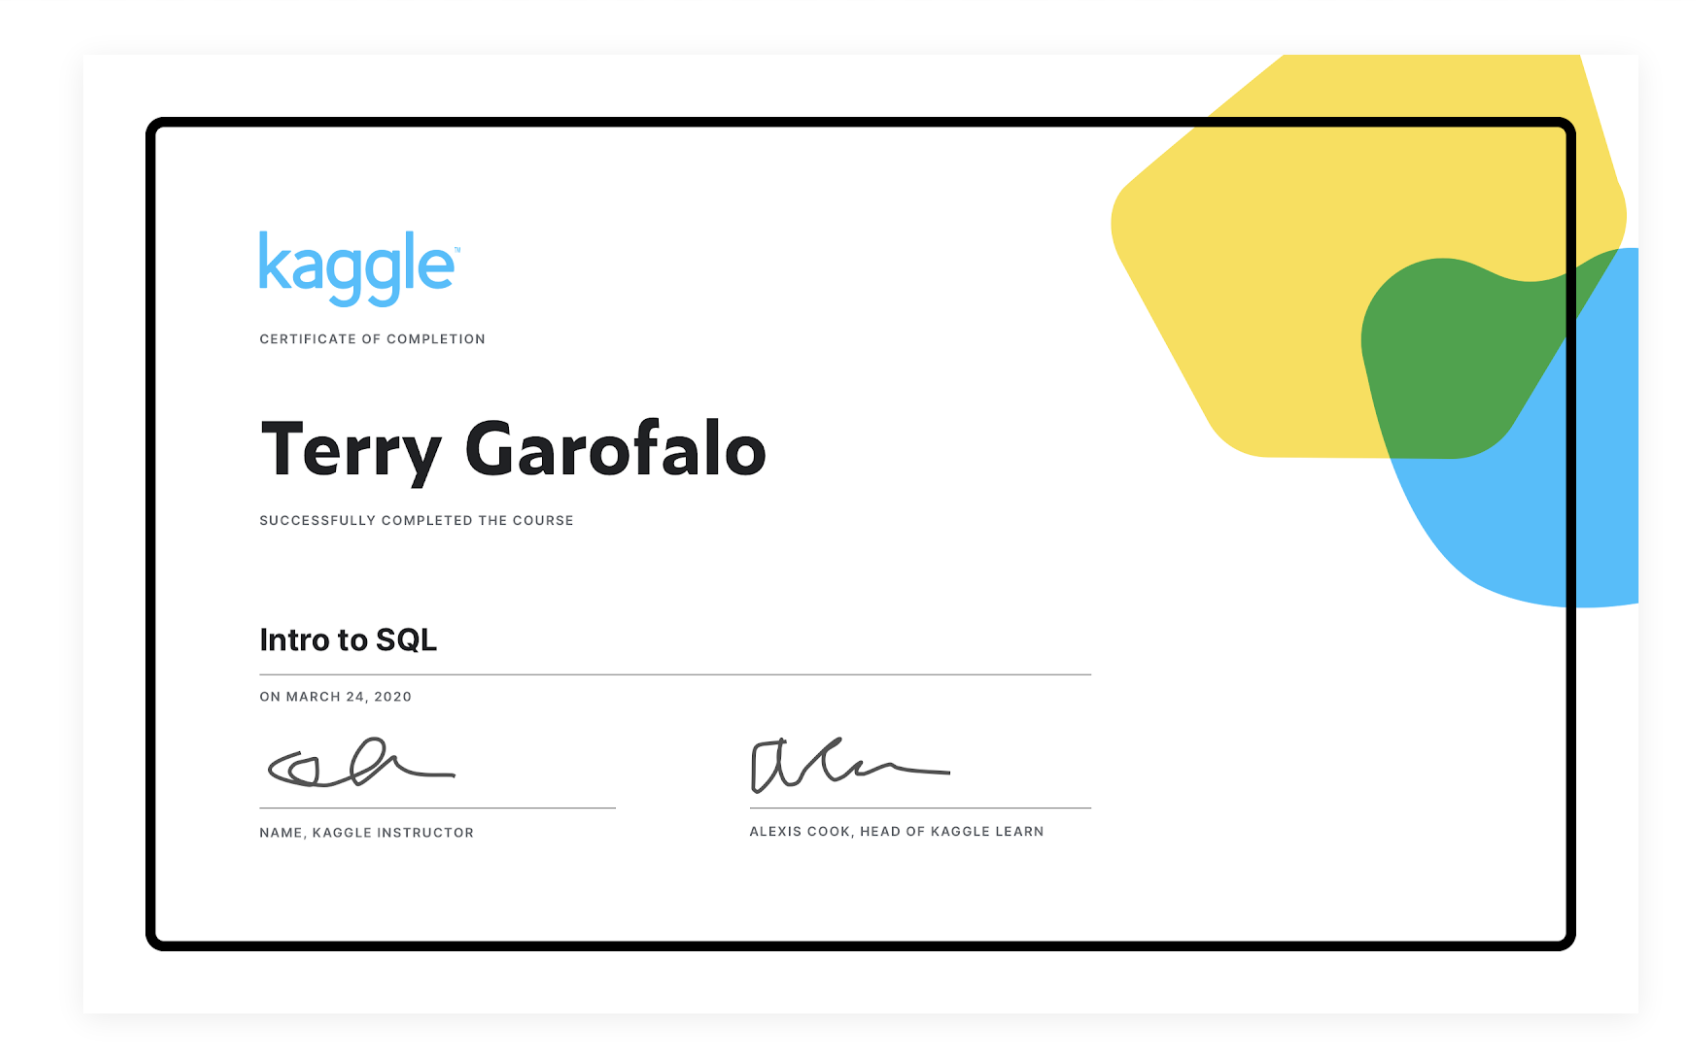 kaggle™
CERTIFICATE OF COMPLETION
Terry Garofalo
SUCCESSFULLY COMPLETED THE COURSE
Intro to SQL
ON MARCH 24, 2020
NAME, KAGGLE INSTRUCTOR
ALEXIS COOK, HEAD OF KAGGLE LEARN